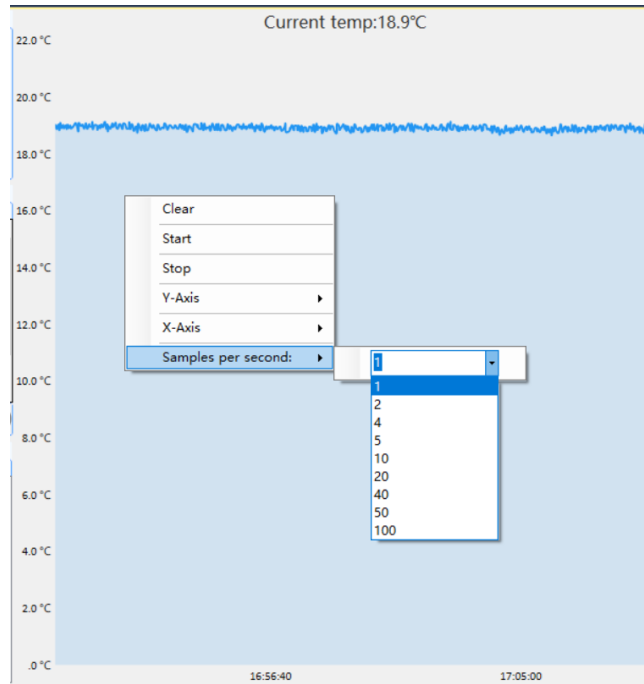 Current temp:18.9℃
22.0 °C
20.0 °C
18.0 °C
16.0 °C
14.0 °C
12.0 °C
10.0 °C
8.0 °C
6.0 °C
4.0 °C
2.0 °C
.0 °C
Clear
Start
Stop
Y-Axis
X-Axis
Samples per second:
1
1
2
4
5
10
20
40
50
100
16:56:40
17:05:00